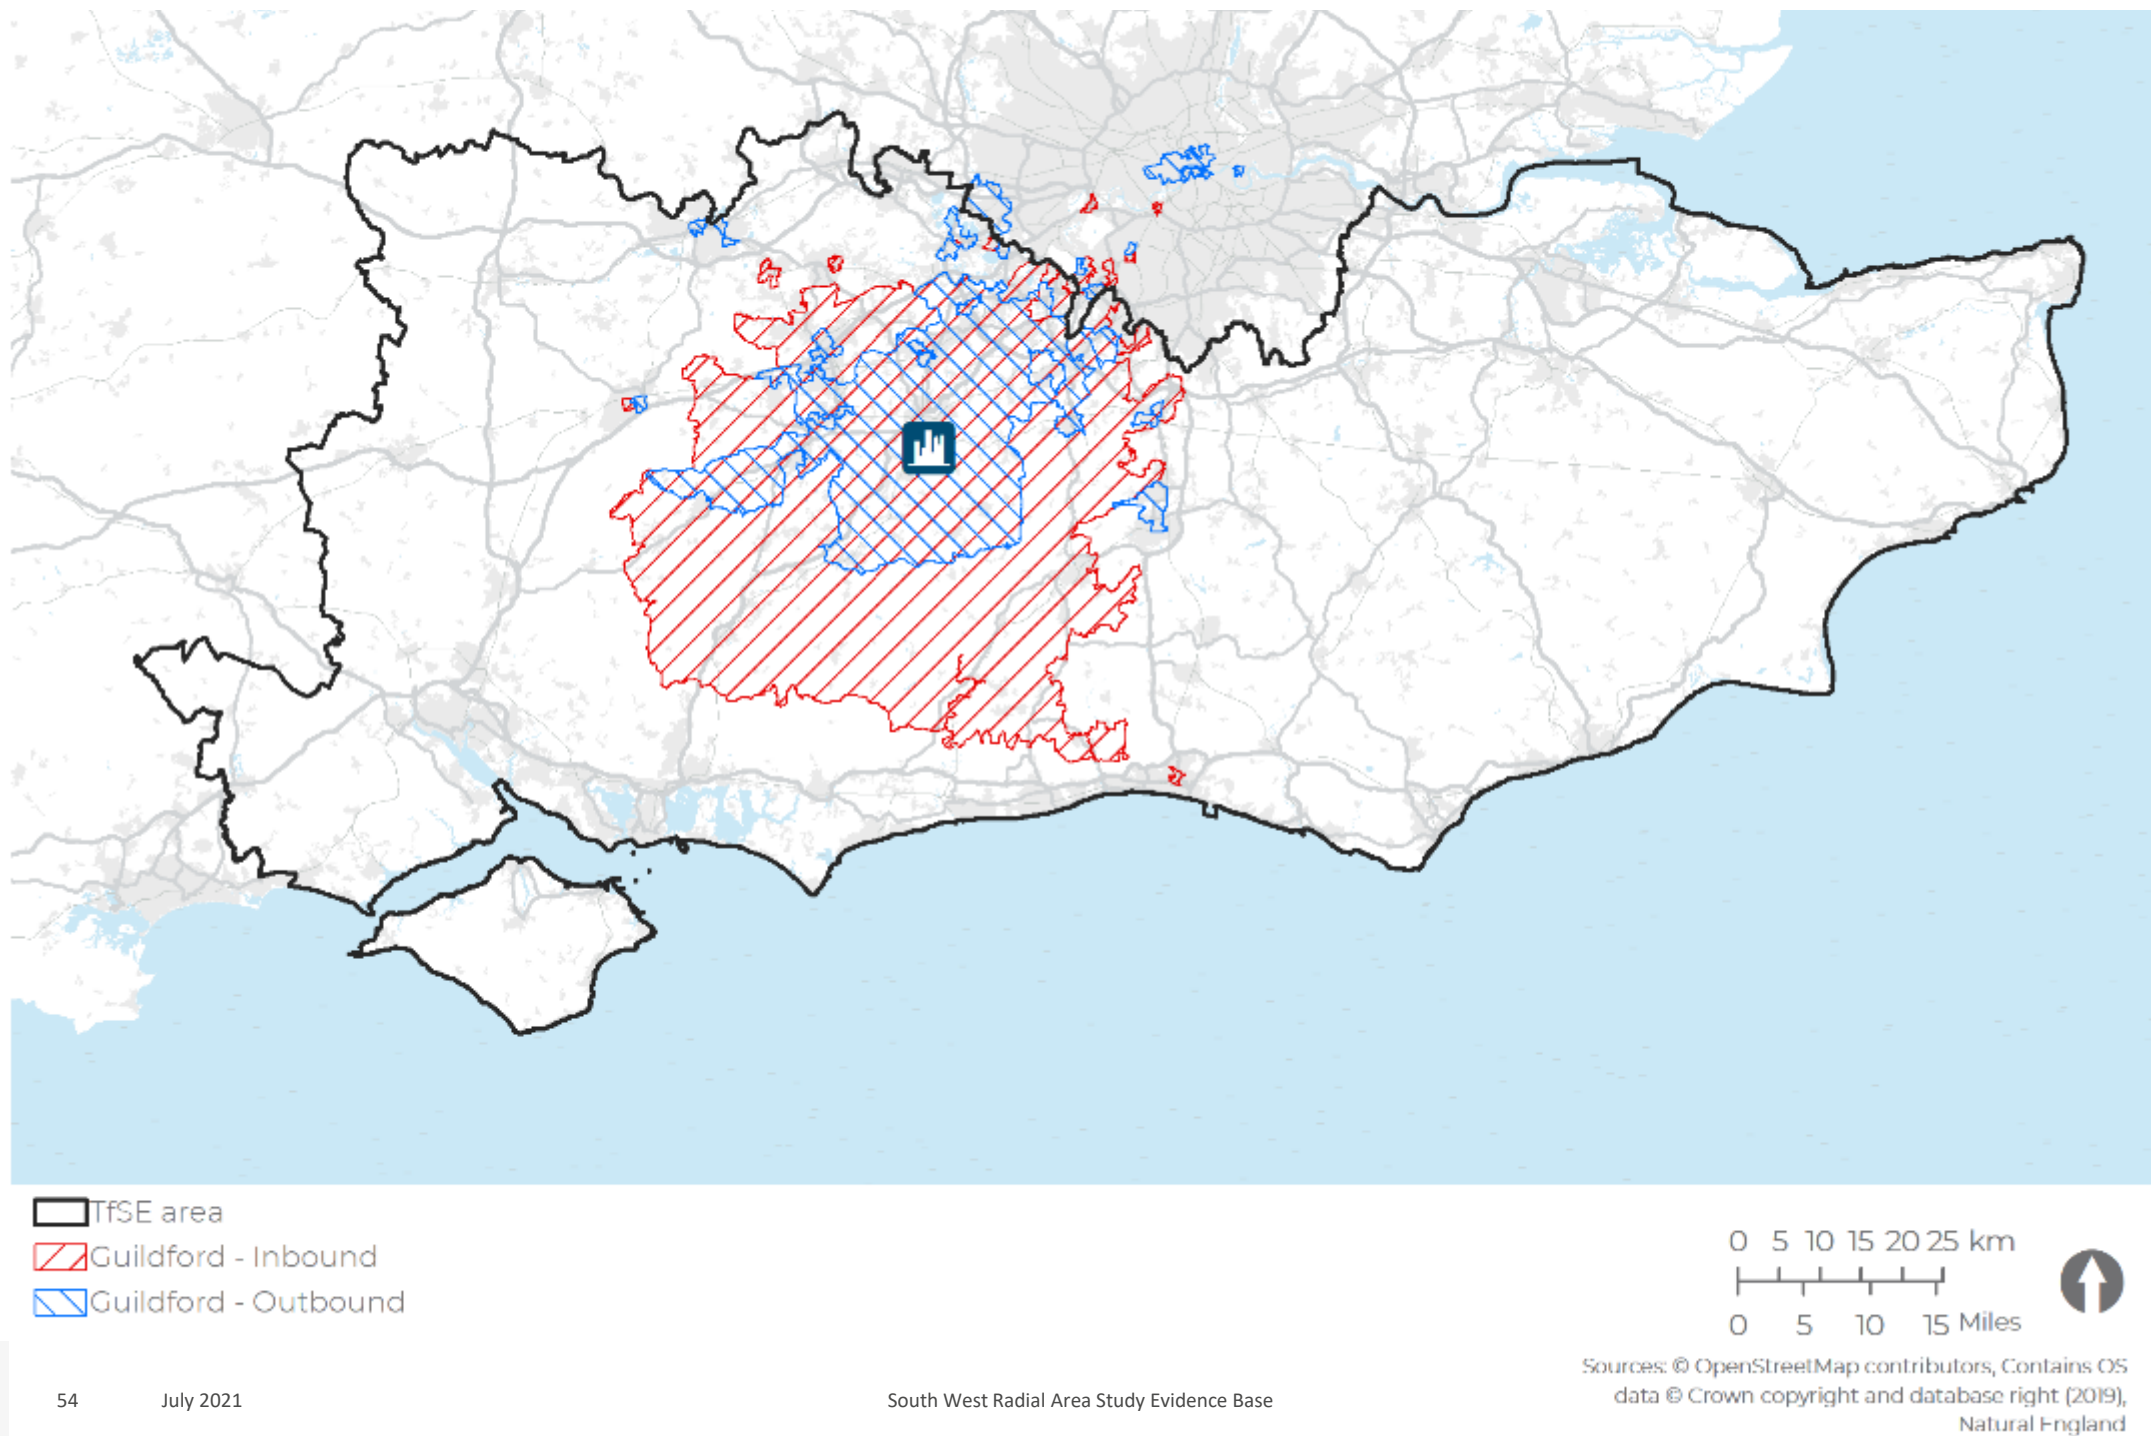 TfSE area
Guildford - Inbound
Guildford - Outbound
0 5 10 15 20 25 km
0 5 10 15 Miles
Sources: © OpenStreetMap contributors, Contains OS
data © Crown copyright and database right (2019),
Natural England
54 July 2021 South West Radial Area Study Evidence Base